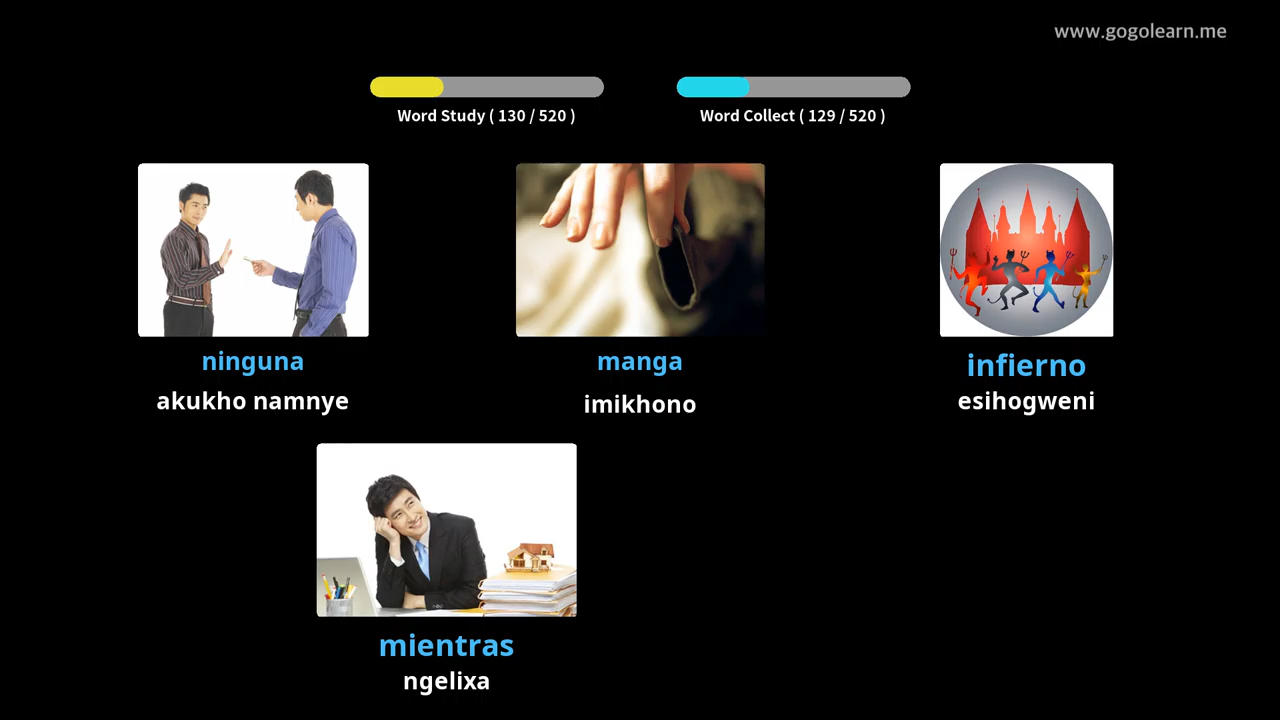 www.gogolearn.me
Word Study ( 130 / 520 )
Word Collect ( 129 / 520 )
ninguna
akukho namnye
manga
imikhono
infierno
esihogweni
mientras
ngelixa